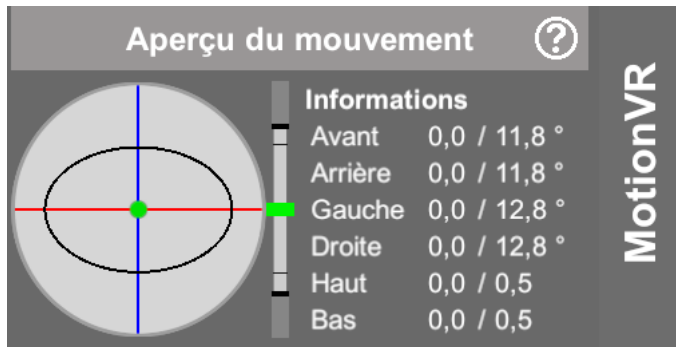 Aperçu du mouvement ?
Informations
Avant 0,0 / 11,8 °
Arrière 0,0 / 11,8 °
Gauche 0,0 / 12,8 °
Droite 0,0 / 12,8 °
Haut 0,0 / 0,5
Bas 0,0 / 0,5
MotionVR